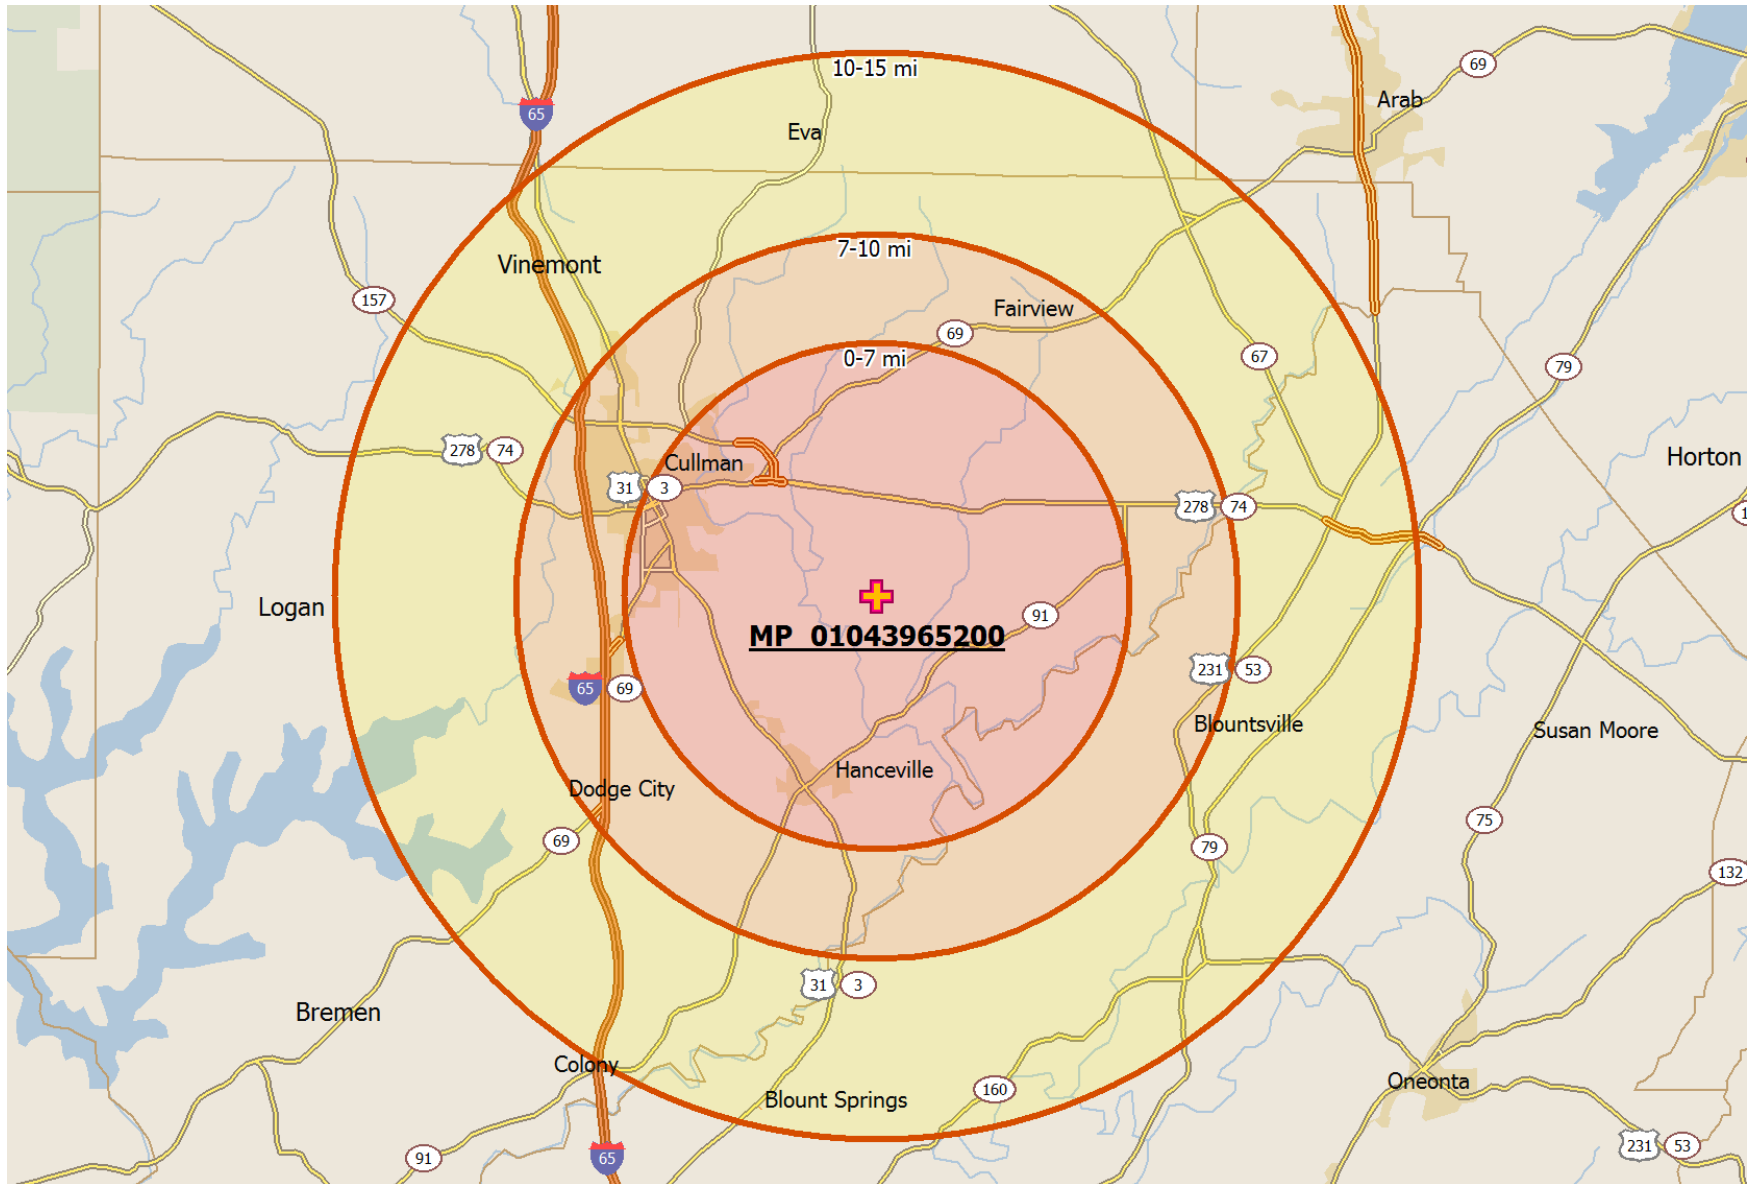 10-15 mi
69
Arab
65
Eva
7-10 mi
Vinemont
157
Fairview
69
0-7 mi
67
79
278
74
Cullman
Horton
31
3
278
74
Logan
91
MP_01043965200
65
69
231
53
Blountsville
Susan Moore
Hanceville
Dodge City
69
79
75
132
31
3
Bremen
Colony
Blount Springs
160
Oneonta
91
65
231
53